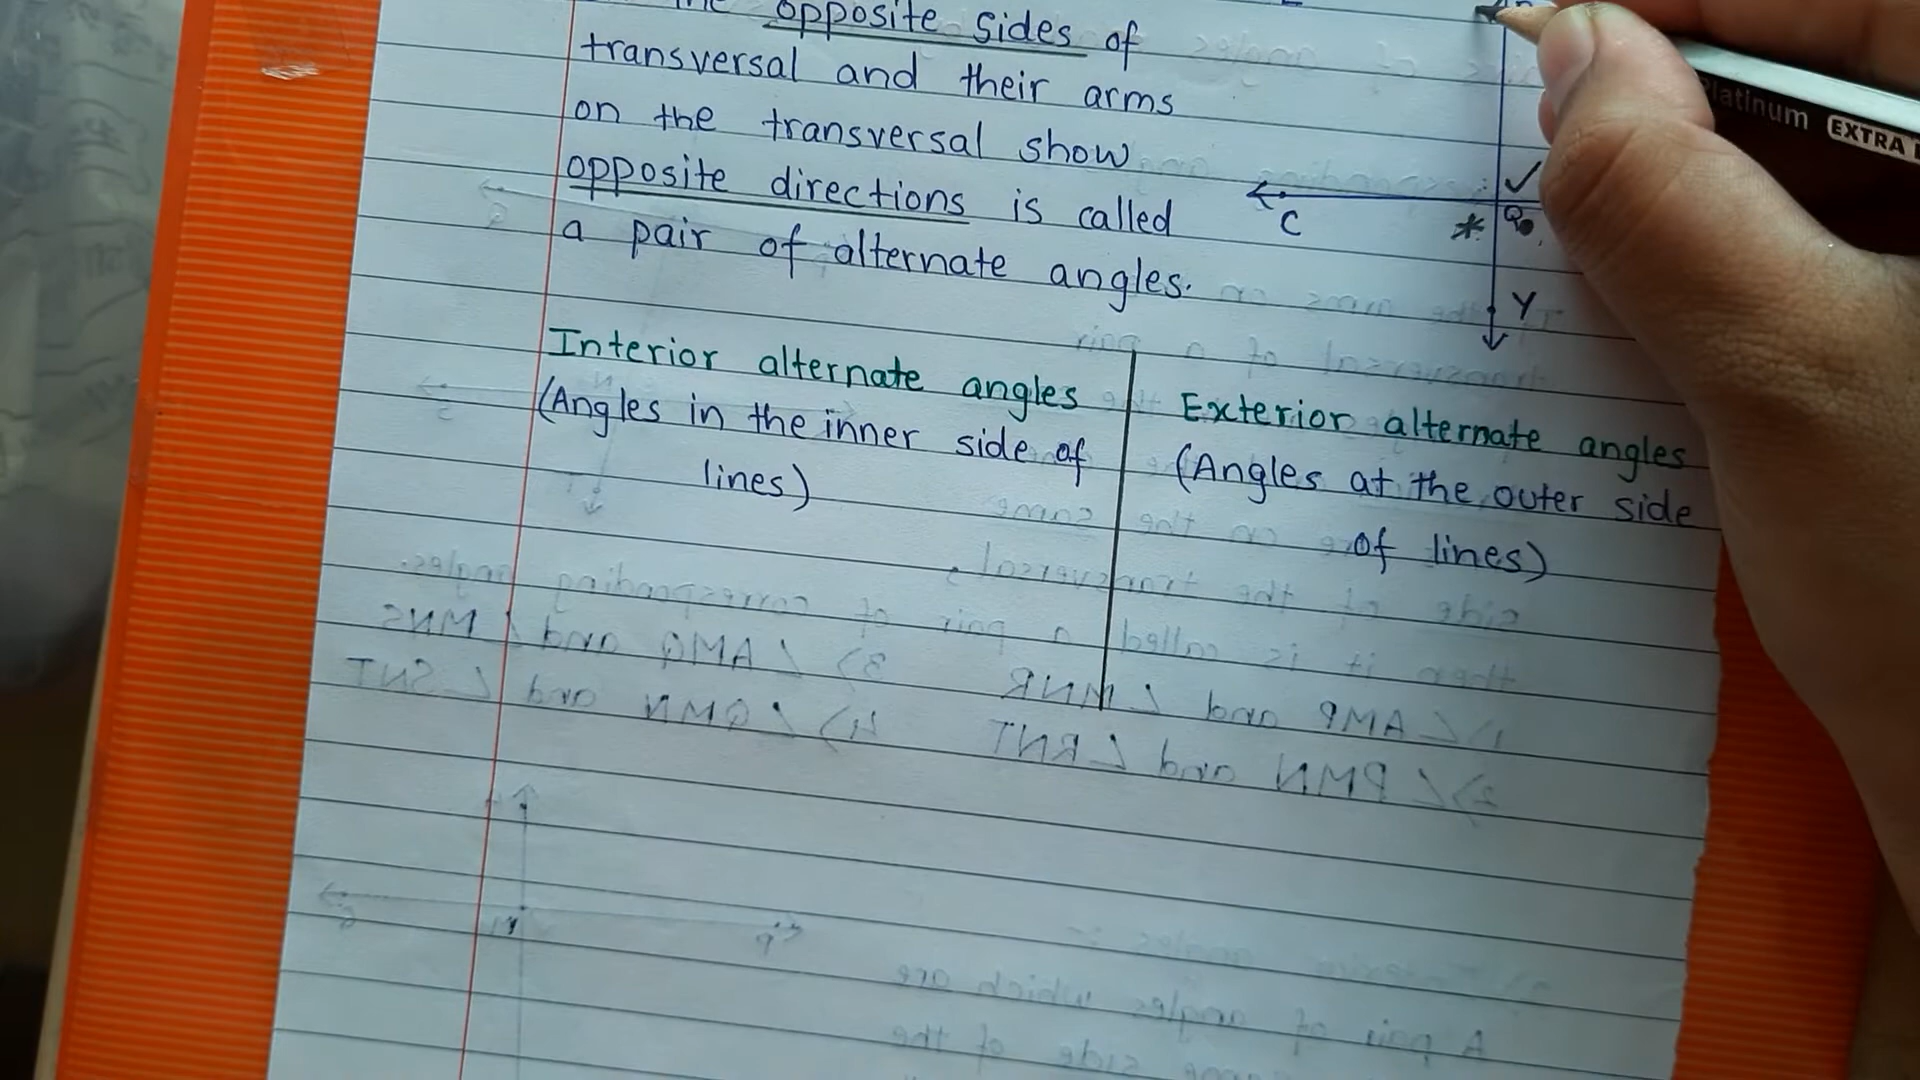 the opposite sides of
transversal and their arms
on the transversal show
opposite directions is called
a pair of alternate angles.
C
Y
Interior alternate angles
(Angles in the inner side of
lines)
Exterior alternate angles
(Angles at the outer side
of lines)
Platinum EXTRA